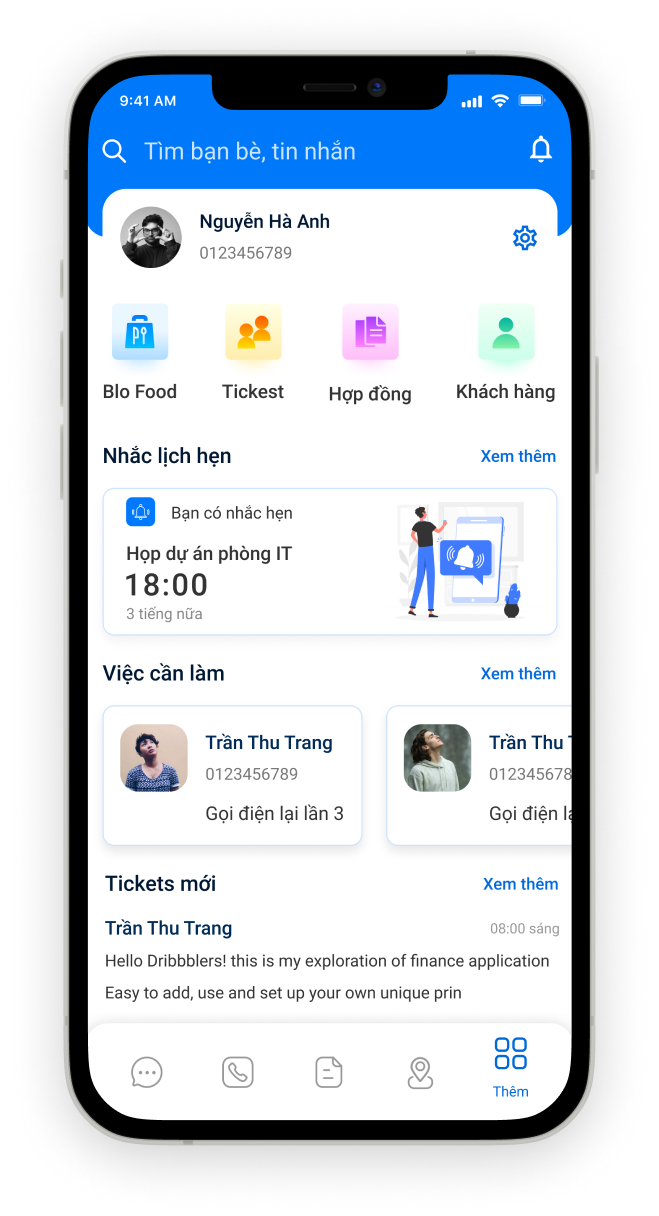 9:41 AM
Tìm bạn bè, tin nhắn
Nguyễn Hà Anh
0123456789
Blo Food
Tickest
Hợp đồng
Khách hàng
Nhắc lịch hẹn
Xem thêm
Bạn có nhắc hẹn
Họp dự án phòng IT
18:00
3 tiếng nữa
Việc cần làm
Xem thêm
Trần Thu Trang
0123456789
Gọi điện lại lần 3
Trần Thu T
012345678
Gọi điện lạ
Tickets mới
Xem thêm
Trần Thu Trang
08:00 sáng
Hello Dribbblers! this is my exploration of finance application
Easy to add, use and set up your own unique prin
Thêm